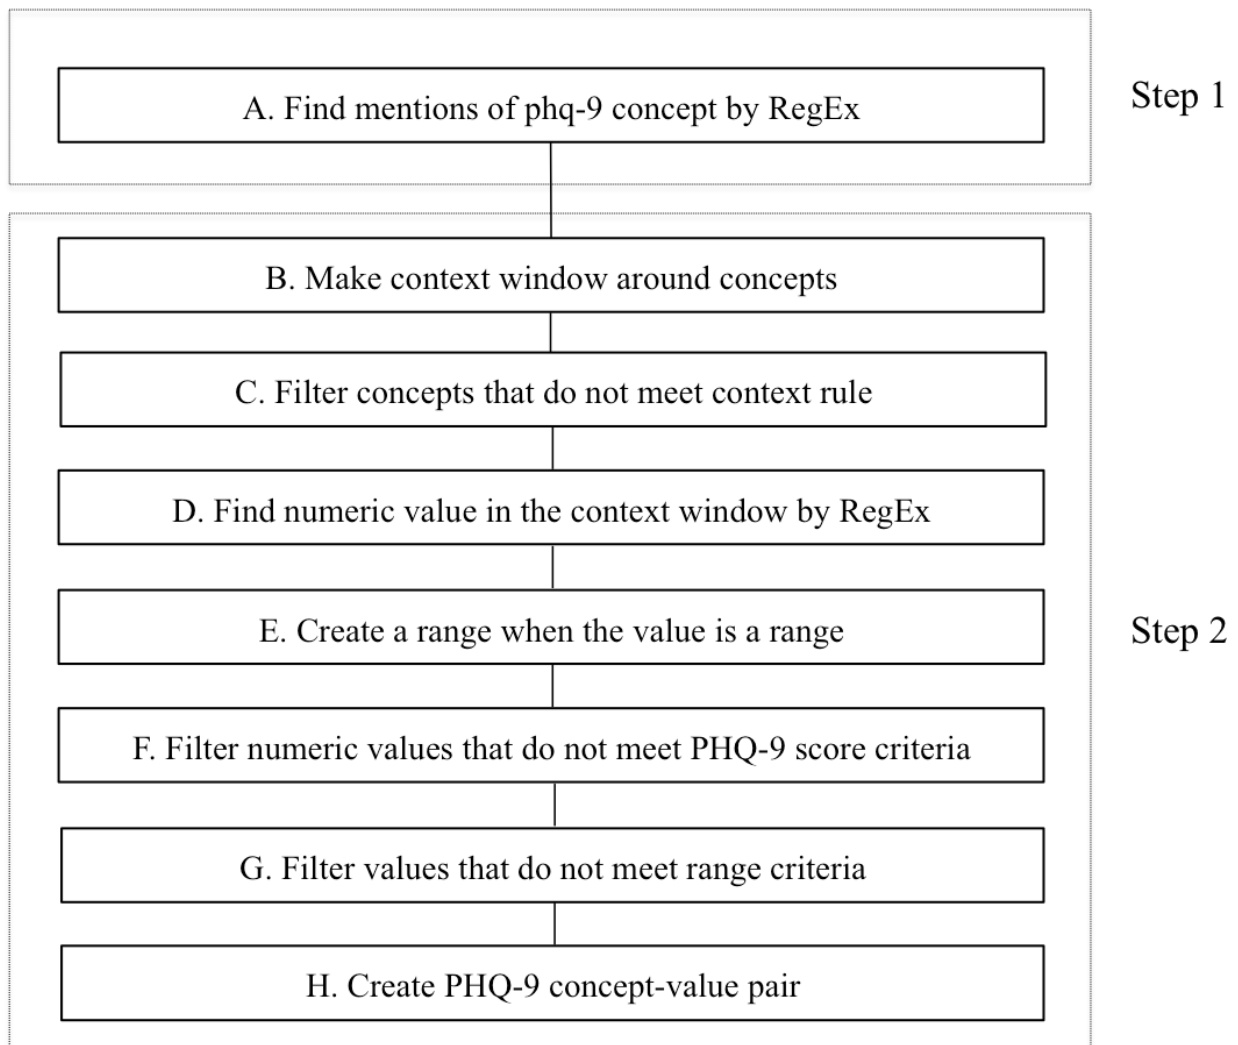 A. Find mentions of phq-9 concept by RegEx
Step 1
B. Make context window around concepts
C. Filter concepts that do not meet context rule
D. Find numeric value in the context window by RegEx
E. Create a range when the value is a range
Step 2
F. Filter numeric values that do not meet PHQ-9 score criteria
G. Filter values that do not meet range criteria
H. Create PHQ-9 concept-value pair